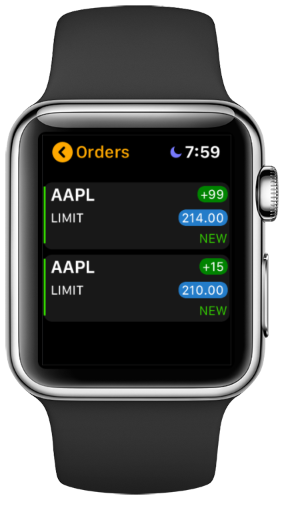 Orders 7:59
AAPL +99
LIMIT 214.00
NEW
AAPL +15
LIMIT 210.00
NEW